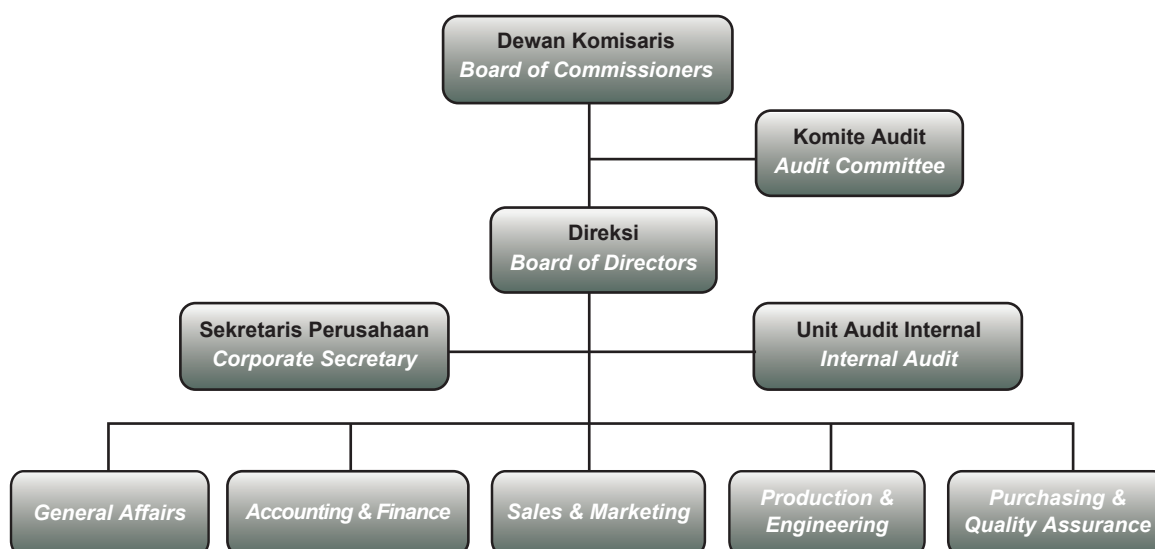 Dewan Komisaris
Board of Commissioners
Komite Audit
Audit Committee
Direksi
Board of Directors
Sekretaris Perusahaan
Corporate Secretary
Unit Audit Internal
Internal Audit
General Affairs
Accounting & Finance
Sales & Marketing
Production &
Engineering
Purchasing &
Quality Assurance